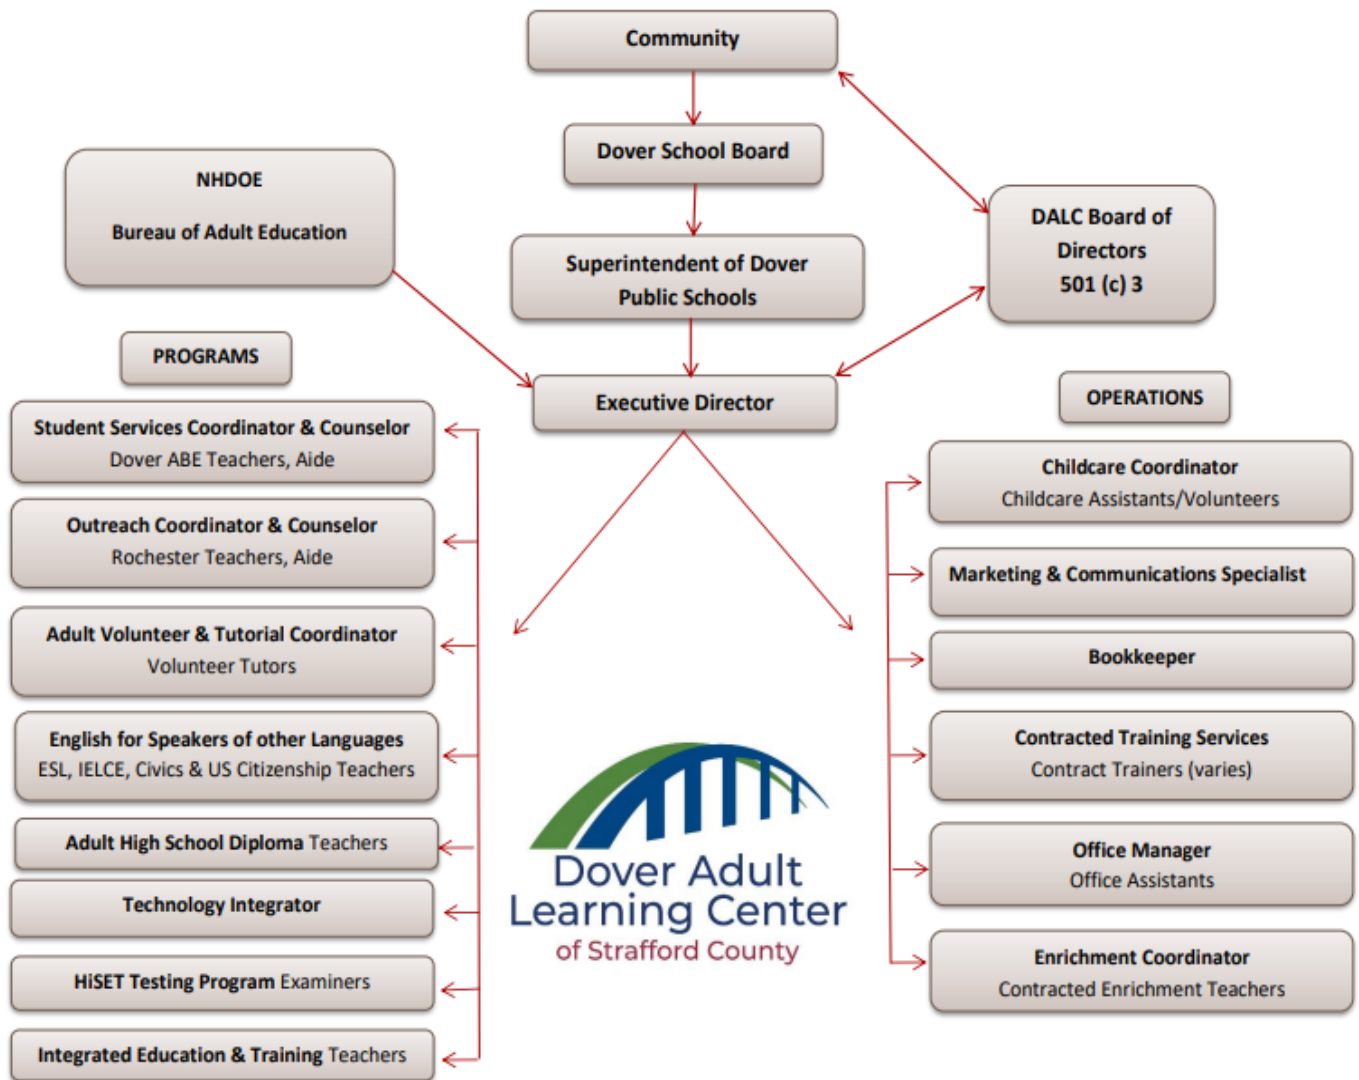 Community
Dover School Board
NHDOE
Bureau of Adult Education
Superintendent of Dover
Public Schools
DALC Board of
Directors
501 (c) 3
Executive Director
PROGRAMS
Student Services Coordinator & Counselor
Dover ABE Teachers, Aide
Outreach Coordinator & Counselor
Rochester Teachers, Aide
Adult Volunteer & Tutorial Coordinator
Volunteer Tutors
English for Speakers of other Languages
ESL, IELCE, Civics & US Citizenship Teachers
Adult High School Diploma Teachers
Technology Integrator
HiSET Testing Program Examiners
Integrated Education & Training Teachers
OPERATIONS
Childcare Coordinator
Childcare Assistants/Volunteers
Marketing & Communications Specialist
Bookkeeper
Contracted Training Services
Contract Trainers (varies)
Office Manager
Office Assistants
Enrichment Coordinator
Contracted Enrichment Teachers
Dover Adult
Learning Center
of Strafford County